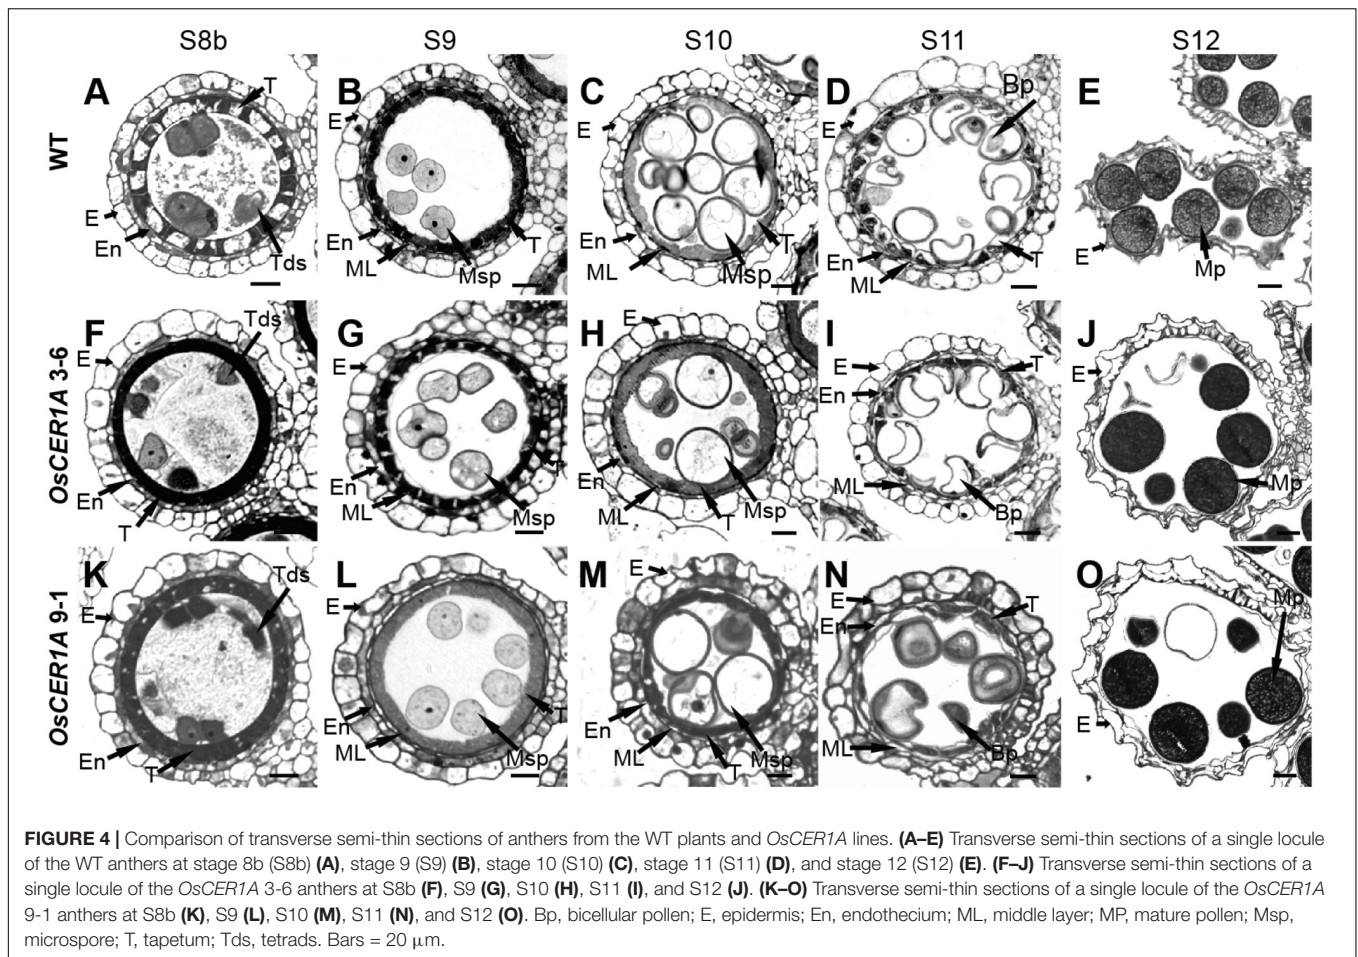 S8b S9 S10 S11 S12
WT
A T E En Tds
B E En ML Msp T
C E En ML Msp T
D Bp E En ML T
E E Mp
OsCER1A 3-6
F Tds E En T
G E En ML Msp T
H E En ML T Msp
I E T En ML Bp
J E Mp
OsCER1A 9-1
K Tds E En T
L E En ML Msp T
M E En ML T Msp
N E T En ML Bp
O Mp E
FIGURE 4 | Comparison of transverse semi-thin sections of anthers from the WT plants and OsCER1A lines. (A–E) Transverse semi-thin sections of a single locule
of the WT anthers at stage 8b (S8b) (A), stage 9 (S9) (B), stage 10 (S10) (C), stage 11 (S11) (D), and stage 12 (S12) (E). (F–J) Transverse semi-thin sections of a
single locule of the OsCER1A 3-6 anthers at S8b (F), S9 (G), S10 (H), S11 (I), and S12 (J). (K–O) Transverse semi-thin sections of a single locule of the OsCER1A
9-1 anthers at S8b (K), S9 (L), S10 (M), S11 (N), and S12 (O). Bp, bicellular pollen; E, epidermis; En, endothecium; ML, middle layer; MP, mature pollen; Msp,
microspore; T, tapetum; Tds, tetrads. Bars = 20 μm.